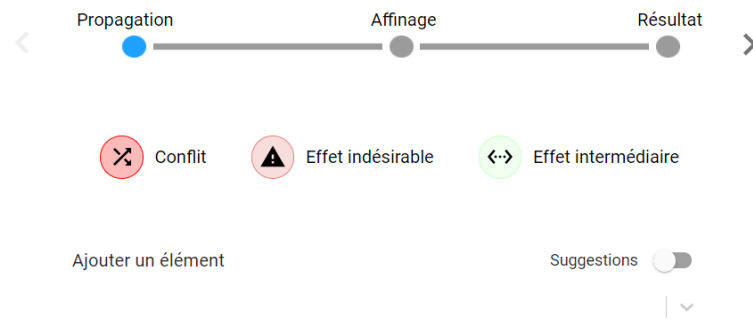 Propagation Affinage Résultat
Conflit Effet indésirable Effet intermédiaire
Ajouter un élément Suggestions